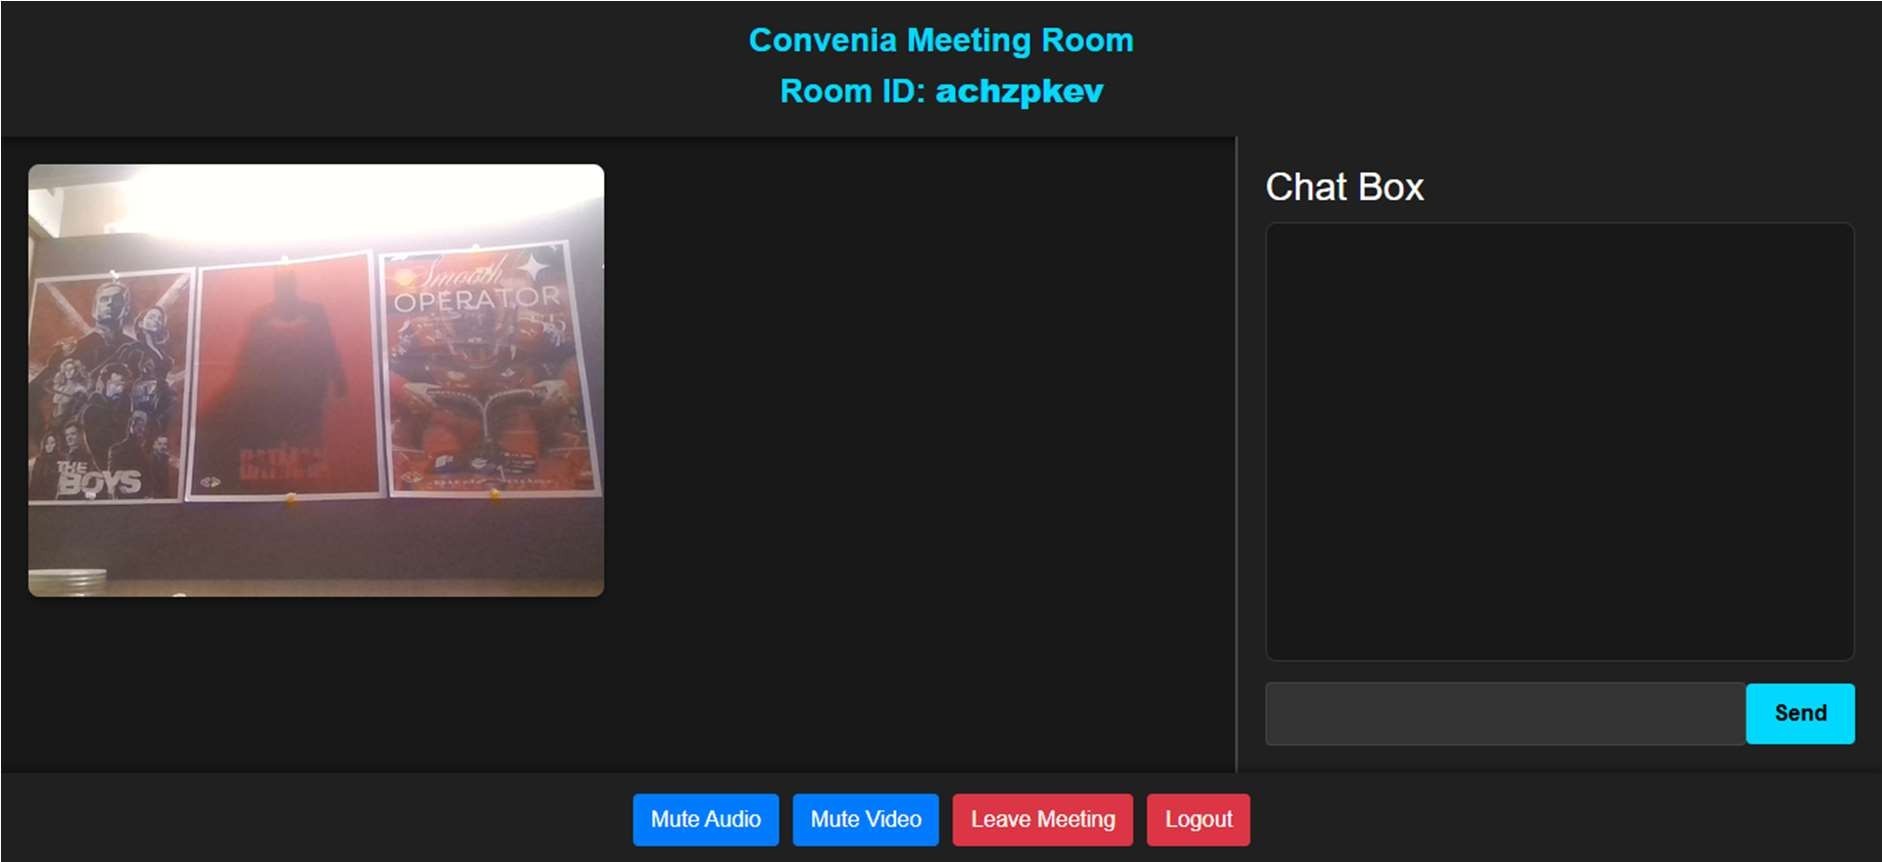 Convenia Meeting Room
Room ID: achzpkev
Smooth
OPERATOR
55
THE
BOYS
Chat Box
Send
Mute Audio
Mute Video
Leave Meeting
Logout